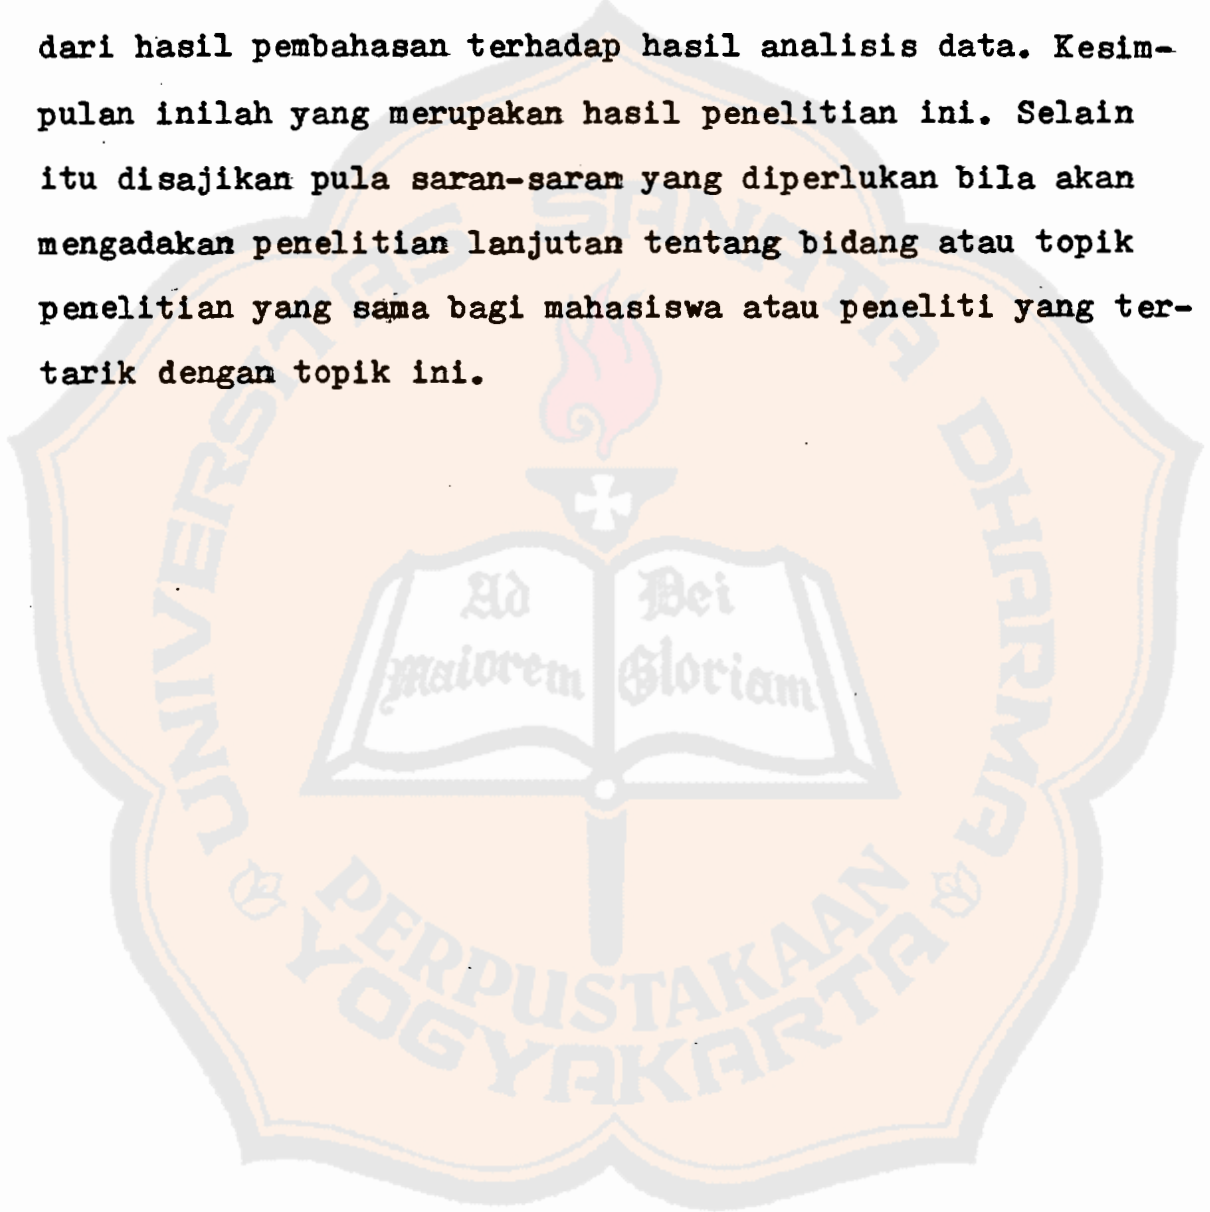 dari hasil pembahasan terhadap hasil analisis data. Kesim-
pulan inilah yang merupakan hasil penelitian ini. Selain
itu disajikan pula saran-saran yang diperlukan bila akan
mengadakan penelitian lanjutan tentang bidang atau topik
penelitian yang sama bagi mahasiswa atau peneliti yang ter-
tarik dengan topik ini.
UNIVERSITAS SANATA DHARMA
Ad
maiorem
Dei
Gloriam
PERPUSTAKAAN
YOGYAKARTA